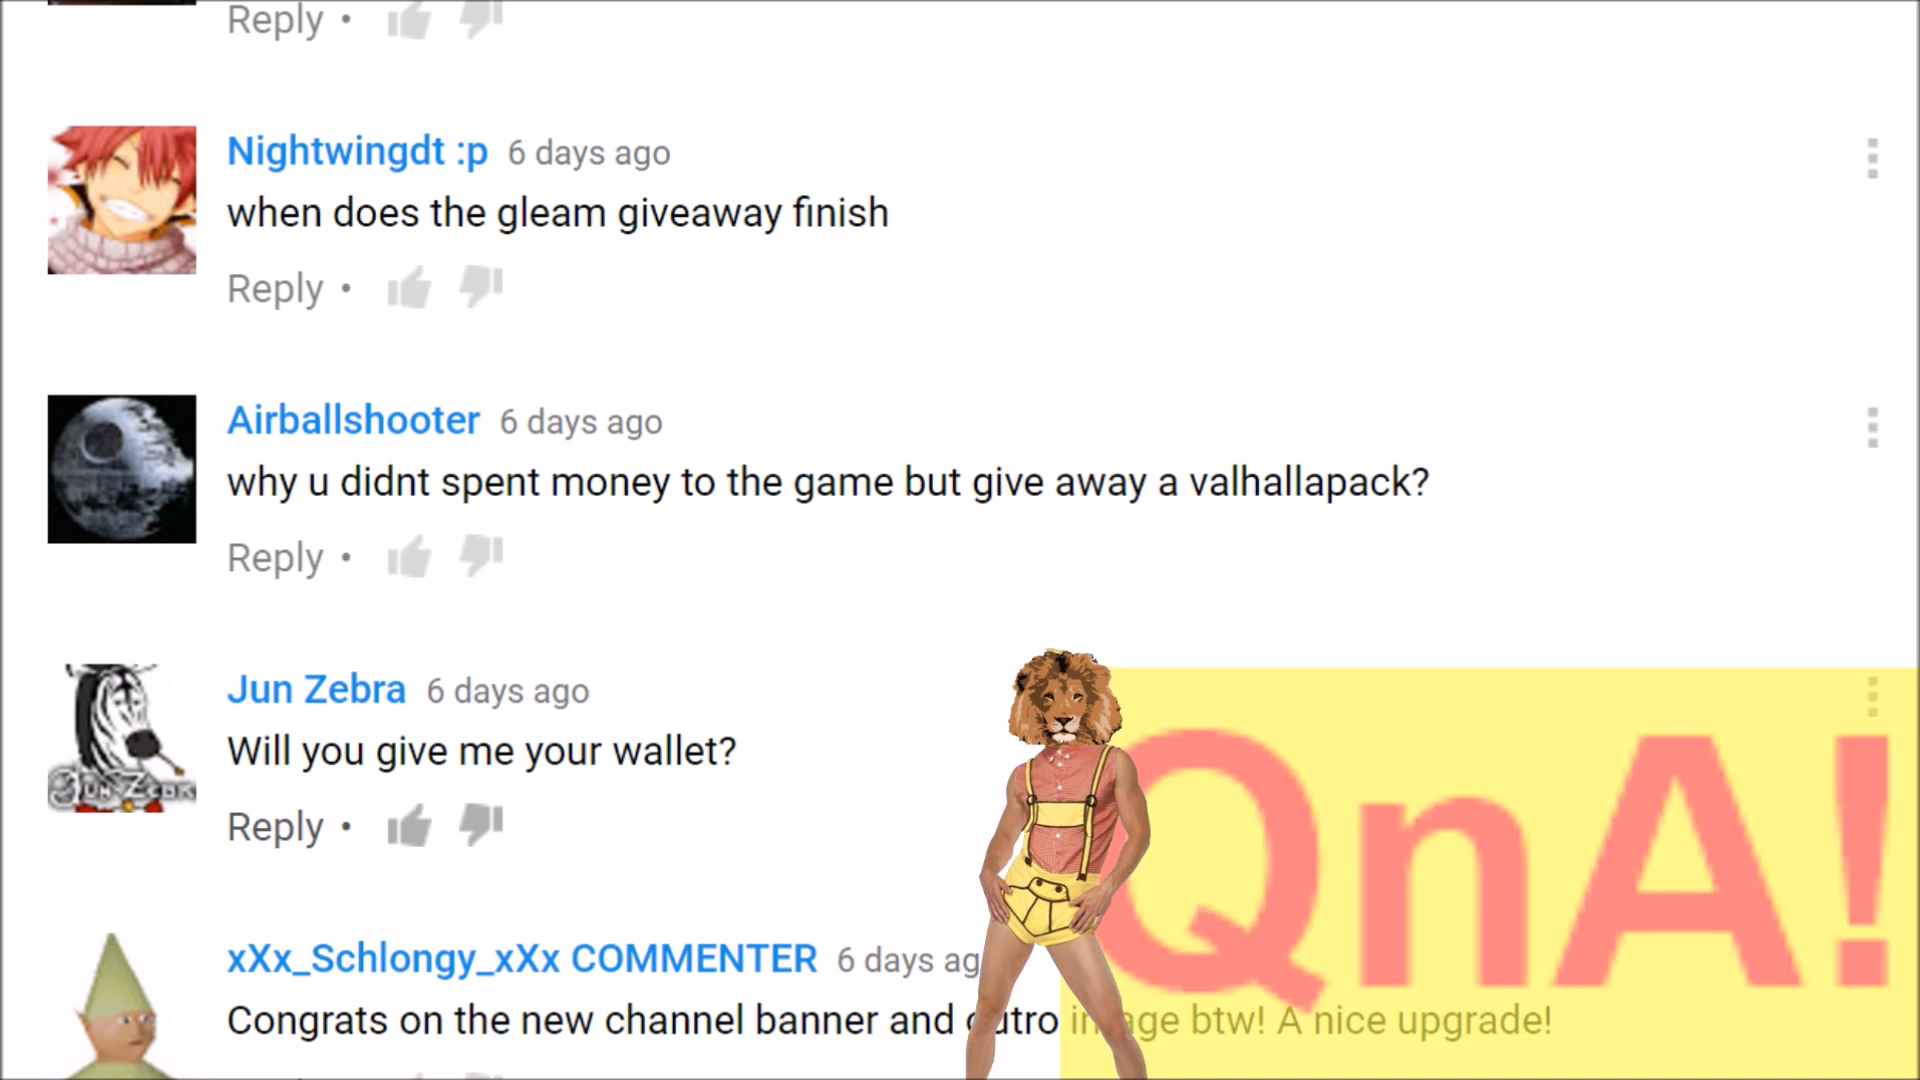 Reply •
Nightwingdt :p 6 days ago
when does the gleam giveaway finish
Reply •
Airballshooter 6 days ago
why u didnt spent money to the game but give away a valhallapack?
Reply •
Jun Zebra 6 days ago
Will you give me your wallet?
Reply •
JUN ZEBRA
QnA!
xXx_Schlongy_xXx COMMENTER 6 days ag
Congrats on the new channel banner and outro image btw! A nice upgrade!